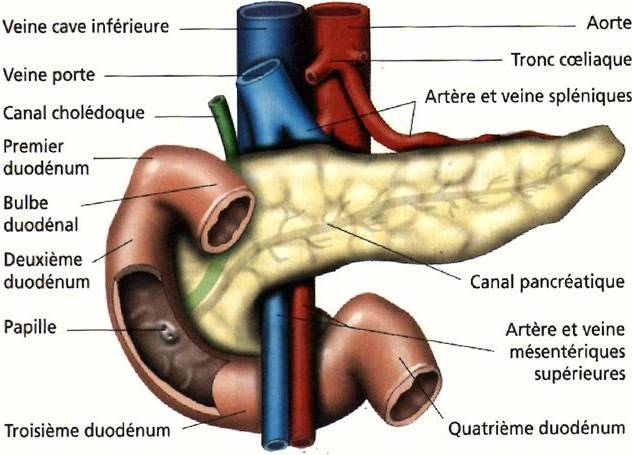 Veine cave inférieure
Veine porte
Canal cholédoque
Premier
duodénum
Bulbe
duodénal
Deuxième
duodénum
Papille
Troisième duodénum
Aorte
Tronc cœliaque
Artère et veine spléniques
Canal pancréatique
Artère et veine
mésentériques
supérieures
Quatrième duodénum